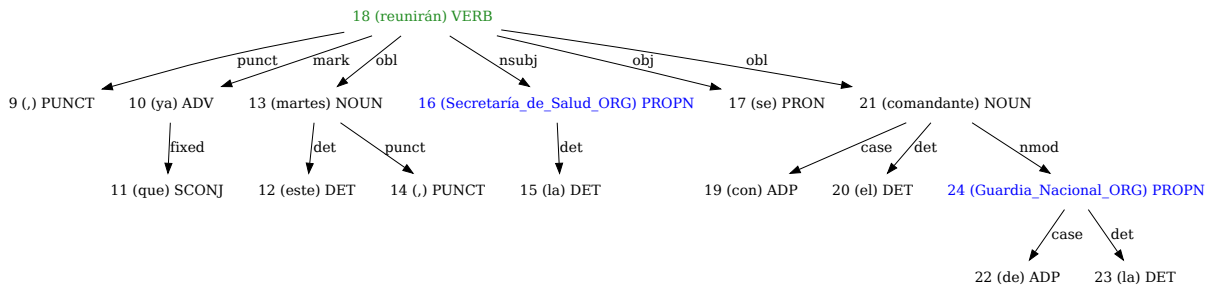 18 (reunirán) VERB
punct mark obl nsubj obj obl
9 (,) PUNCT 10 (ya) ADV 13 (martes) NOUN 16 (Secretaría_de_Salud_ORG) PROPN 17 (se) PRON 21 (comandante) NOUN
fixed det punct det case det nmod
11 (que) SCONJ 12 (este) DET 14 (,) PUNCT 15 (la) DET 19 (con) ADP 20 (el) DET 24 (Guardia_Nacional_ORG) PROPN
case det
22 (de) ADP 23 (la) DET